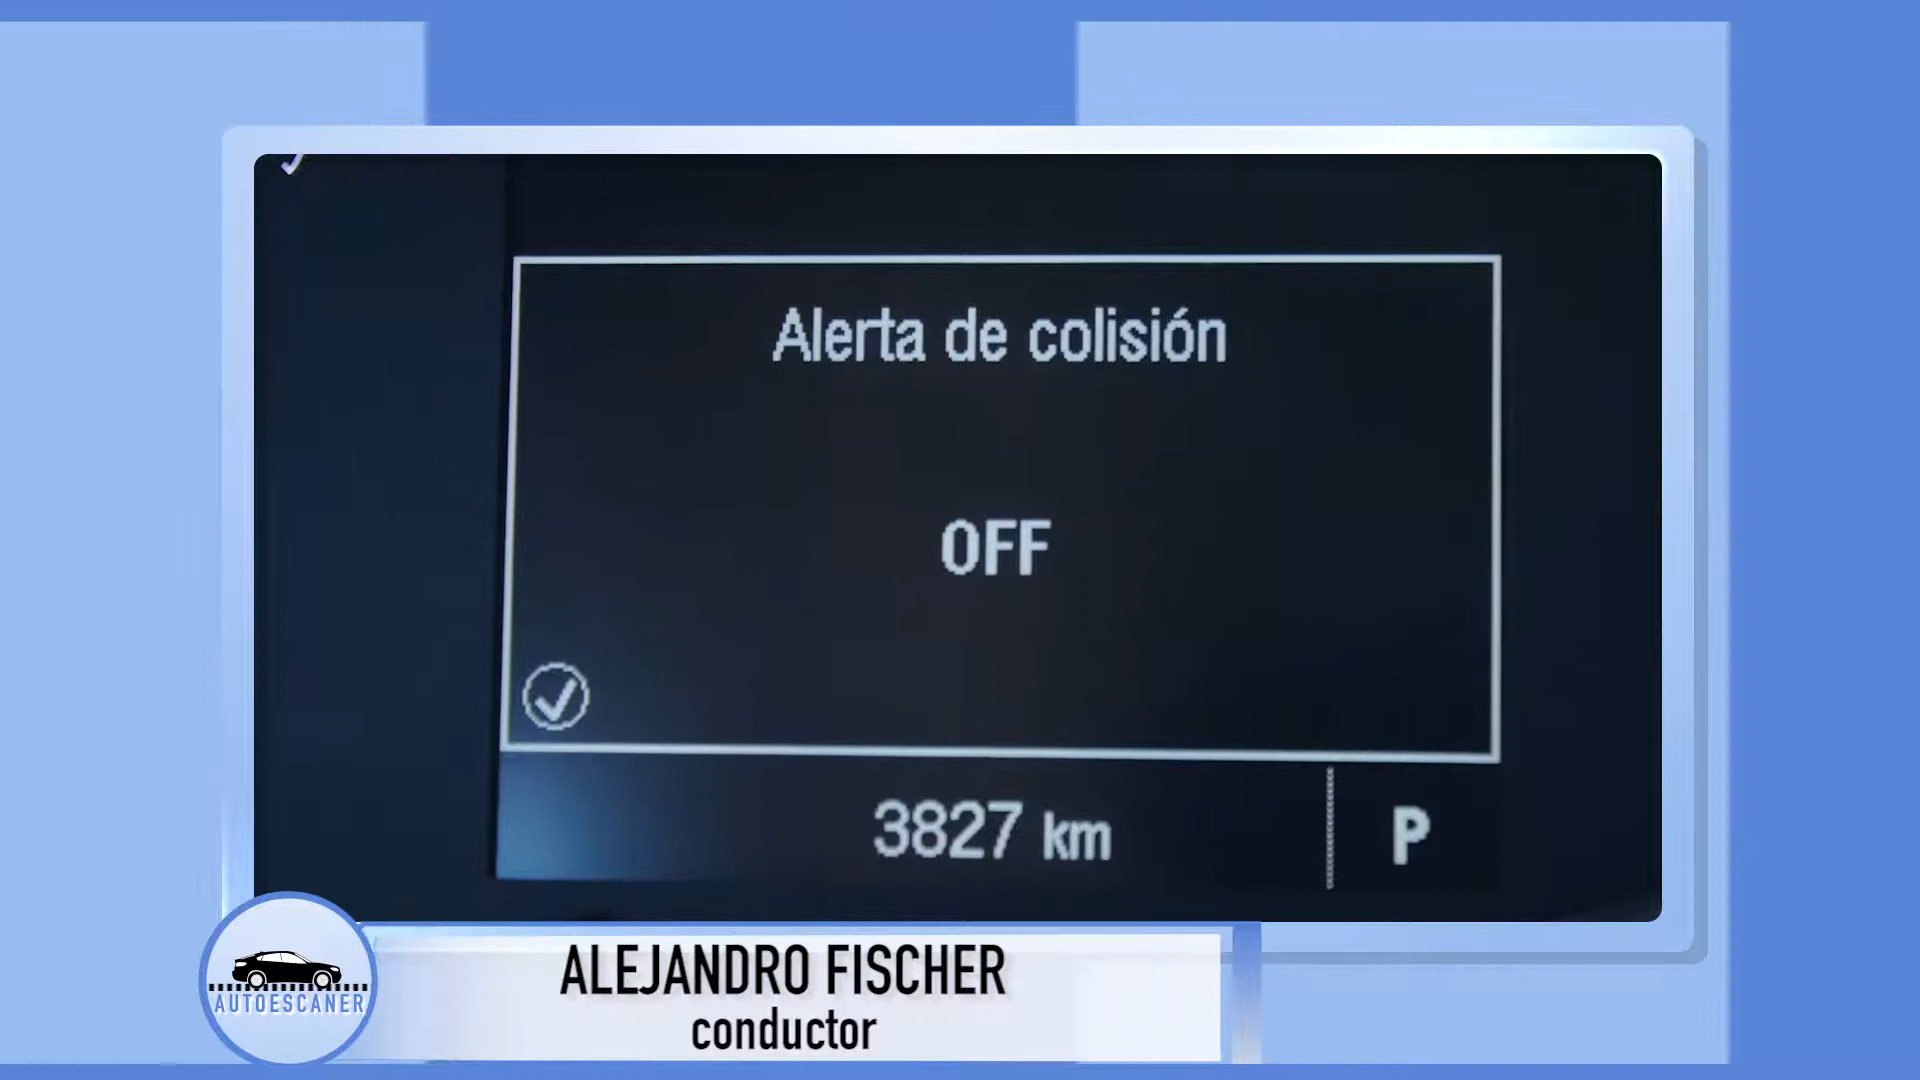 Alerta de colisión
OFF
3827 km
P
ALEJANDRO FISCHER
conductor
AUTOESCANER